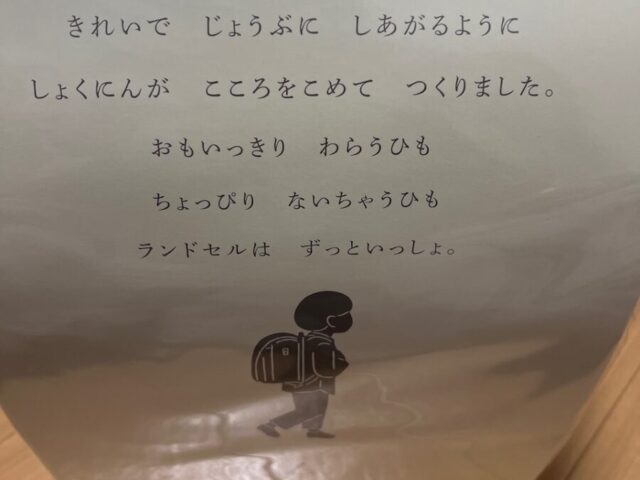 きれいで　じょうぶに　しあがるように
しょくにんが　こころをこめて　つくりました。
おもいっきり　わらうひも
ちょっぴり　ないちゃうひも
ランドセルは　ずっといっしょ。